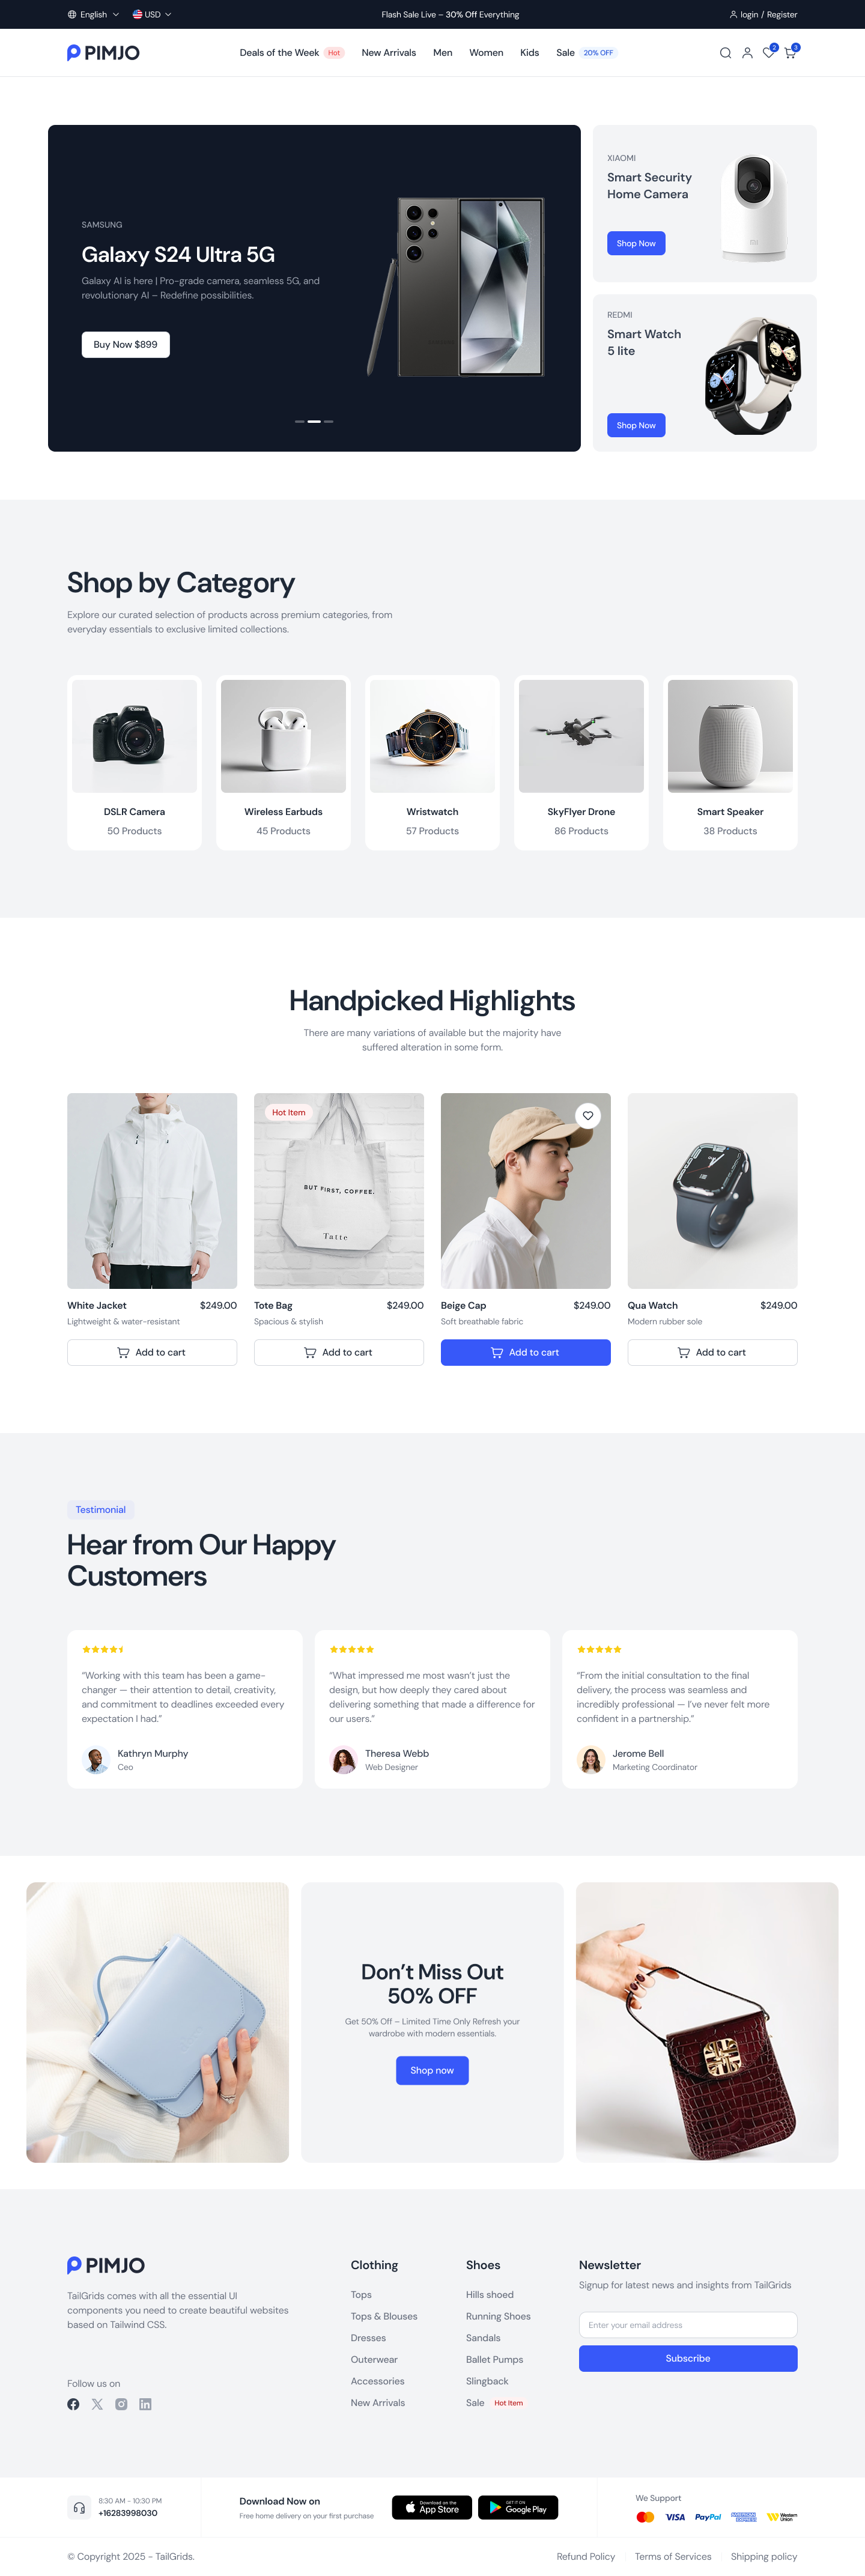 English USD Flash Sale Live – 30% Off Everything login / Register
PIMJO Deals of the Week Hot New Arrivals Men Women Kids Sale 20% OFF 2 3
SAMSUNG
Galaxy S24 Ultra 5G
Galaxy AI is here | Pro-grade camera, seamless 5G, and
revolutionary AI – Redefine possibilities.
Buy Now $899
XIAOMI
Smart Security
Home Camera
Shop Now
REDMI
Smart Watch
5 lite
Shop Now
Shop by Category
Explore our curated selection of products across premium categories, from
everyday essentials to exclusive limited collections.
Canon
DSLR Camera
50 Products
Wireless Earbuds
45 Products
Wristwatch
57 Products
SkyFlyer Drone
86 Products
Smart Speaker
38 Products
Handpicked Highlights
There are many variations of available but the majority have
suffered alteration in some form.
White Jacket $249.00
Lightweight & water-resistant
Add to cart
Hot Item
BUT FIRST, COFFEE.
Tatte
Tote Bag $249.00
Spacious & stylish
Add to cart
Beige Cap $249.00
Soft breathable fabric
Add to cart
Qua Watch $249.00
Modern rubber sole
Add to cart
Testimonial
Hear from Our Happy
Customers
“Working with this team has been a game-
changer — their attention to detail, creativity,
and commitment to deadlines exceeded every
expectation I had.”
Kathryn Murphy
Ceo
“What impressed me most wasn’t just the
design, but how deeply they cared about
delivering something that made a difference for
our users.”
Theresa Webb
Web Designer
“From the initial consultation to the final
delivery, the process was seamless and
incredibly professional — I’ve never felt more
confident in a partnership.”
Jerome Bell
Marketing Coordinator
Don’t Miss Out
50% OFF
Get 50% Off – Limited Time Only Refresh your
wardrobe with modern essentials.
Shop now
PIMJO
TailGrids comes with all the essential UI
components you need to create beautiful websites
based on Tailwind CSS.
Follow us on
Clothing
Tops
Tops & Blouses
Dresses
Outerwear
Accessories
New Arrivals
Shoes
Hills shoed
Running Shoes
Sandals
Ballet Pumps
Slingback
Sale Hot Item
Newsletter
Signup for latest news and insights from TailGrids
Enter your email address
Subscribe
8:30 AM - 10:30 PM
+16283998030
Download Now on
Free home delivery on your first purchase
Download on the
App Store
GET IT ON
Google Play
We Support
VISA PayPal AMERICAN EXPRESS Western Union
© Copyright 2025 - TailGrids.
Refund Policy Terms of Services Shipping policy